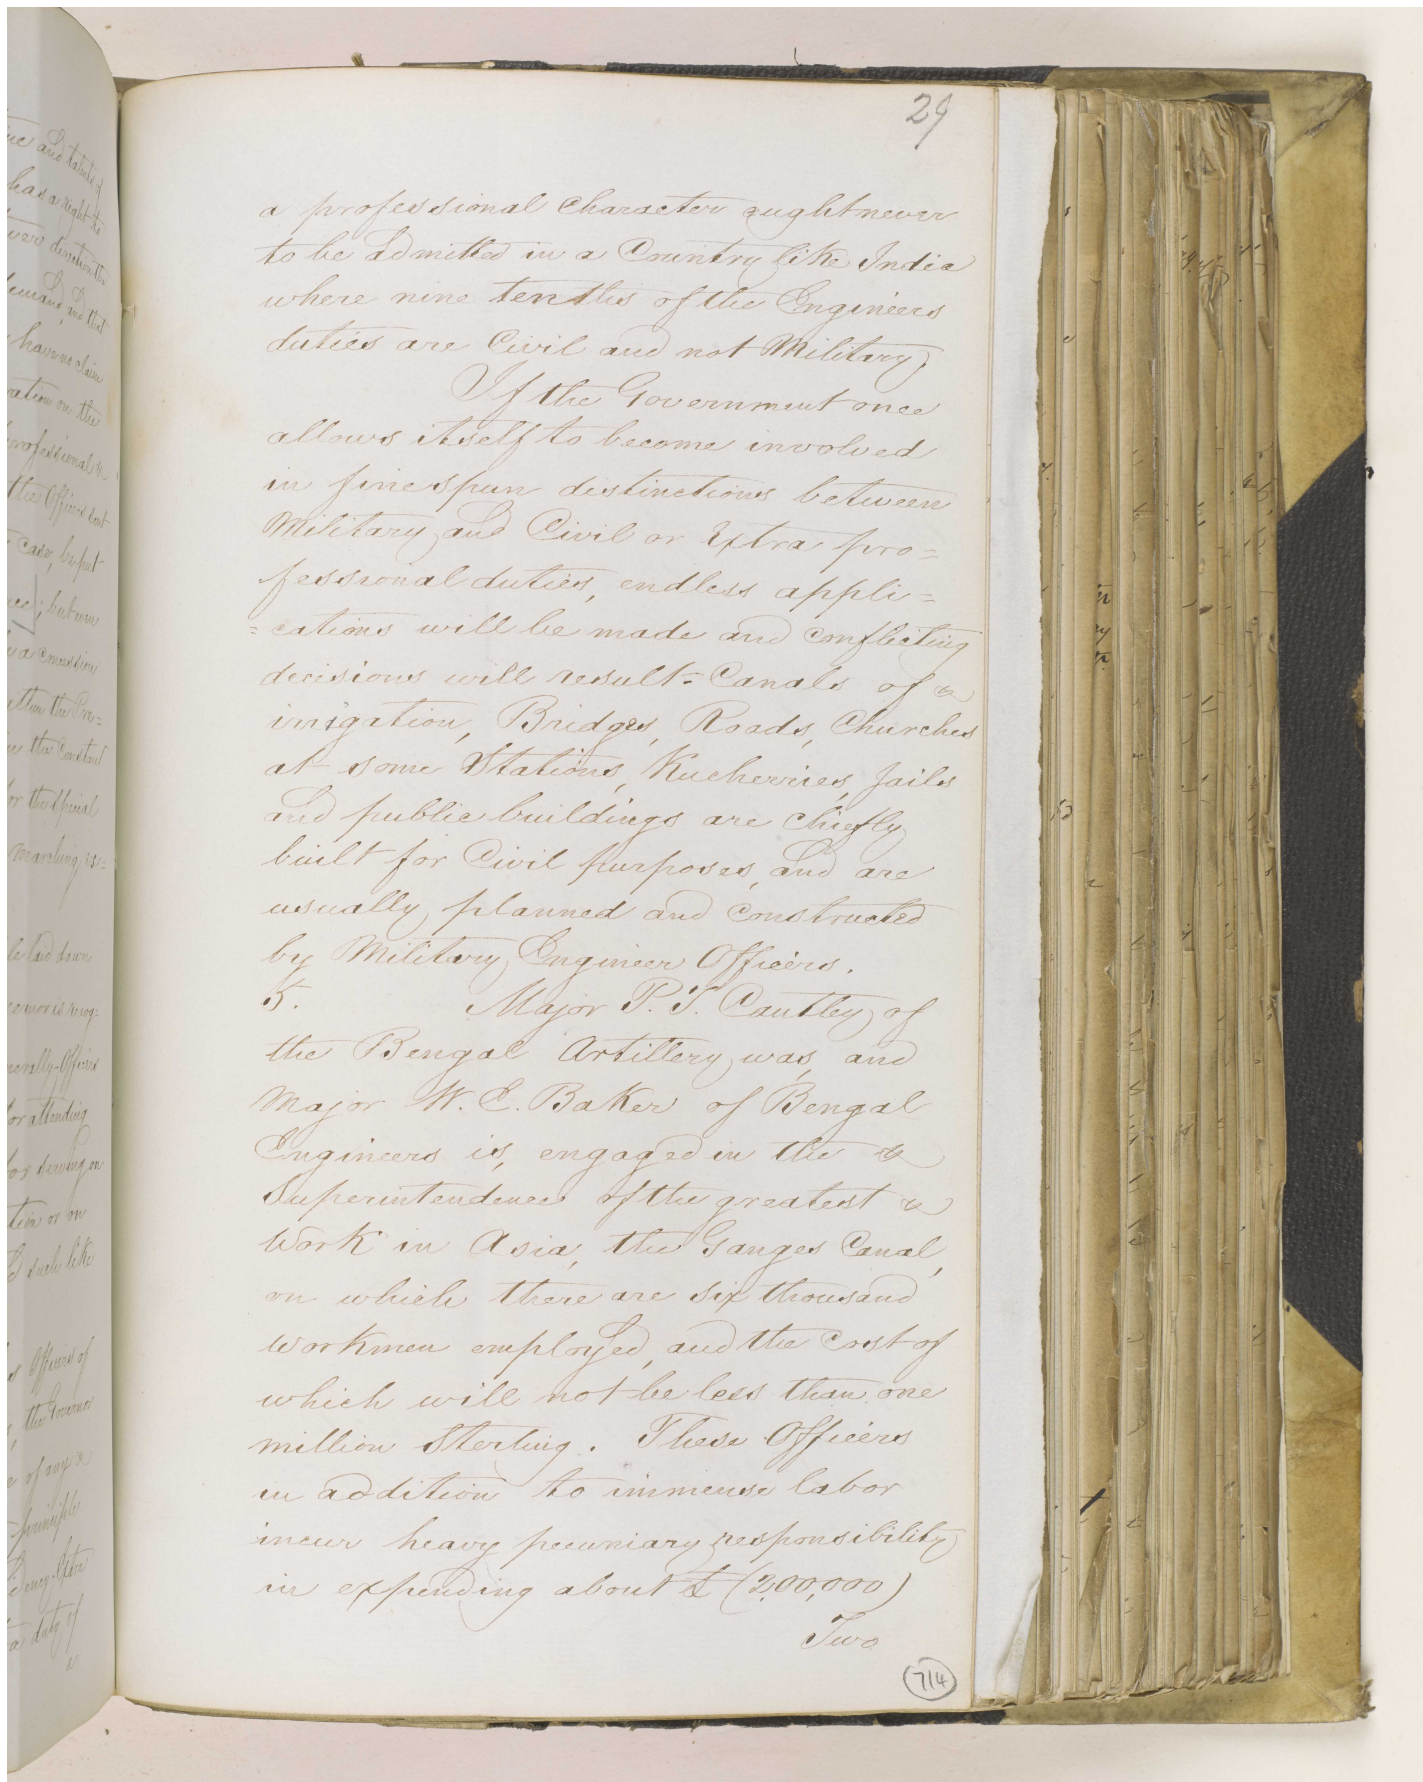 29
a professional character aught never
to be admitted in a Country like India
where nine tenths of the Engineers
duties are Civil and not Military,
If the Government once
allows itself to become involved
in finespun distinctions between
Military and Civil or Extra pro=
fessional duties, endless appli=
=cations will be made and conflicting
decisions will result = Canals of
irrigation, Bridges, Roads, Churches
at some Stations, Kucherries, Jails
and public buildings are chiefly
built for Civil purposes, and are
usually planned and constructed
by Military Engineer Officers.
5. Major P. T. Cautley of
the Bengal Artillery was, and
Major W. E. Baker of Bengal
Engineers is, engaged in the
Superintendence of the greatest
Work in Asia, the Ganges Canal,
on which there are six thousand
workmen employed, and the cost of
which will not be less than one
million Sterling. These Officers
in addition to immense labor
incur heavy pecuniary responsibility
in expending about £ (2,00,000)
Two
714